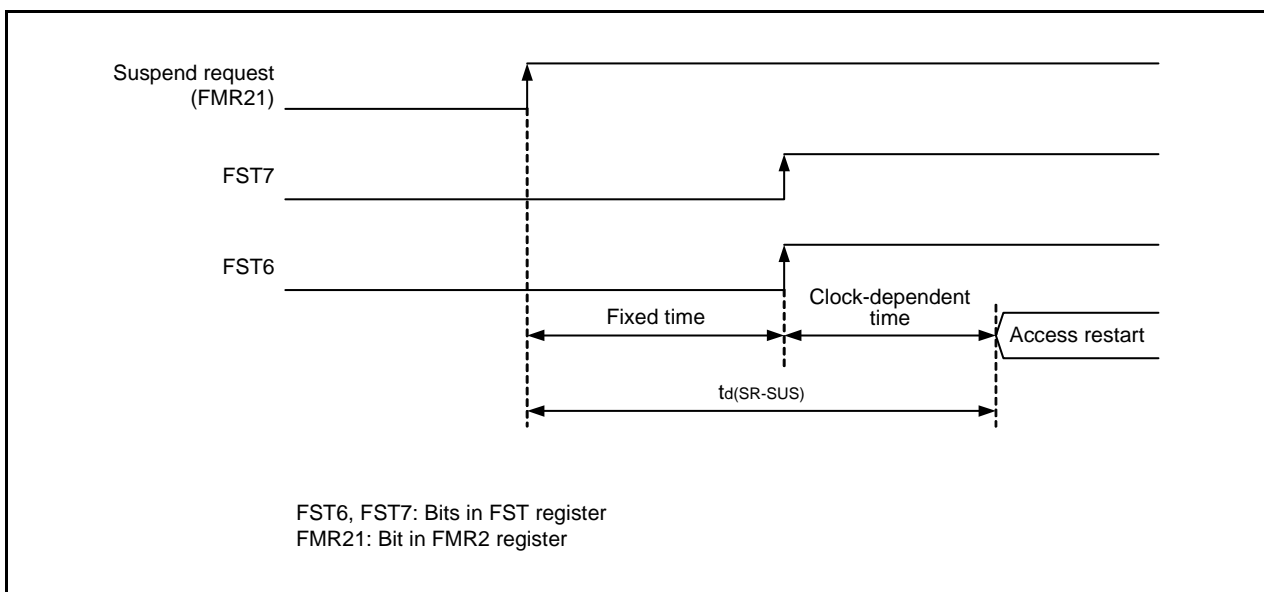 Suspend request
(FMR21)
FST7
FST6
Fixed time
Clock-dependent
time
Access restart
td(SR-SUS)
FST6, FST7: Bits in FST register
FMR21: Bit in FMR2 register